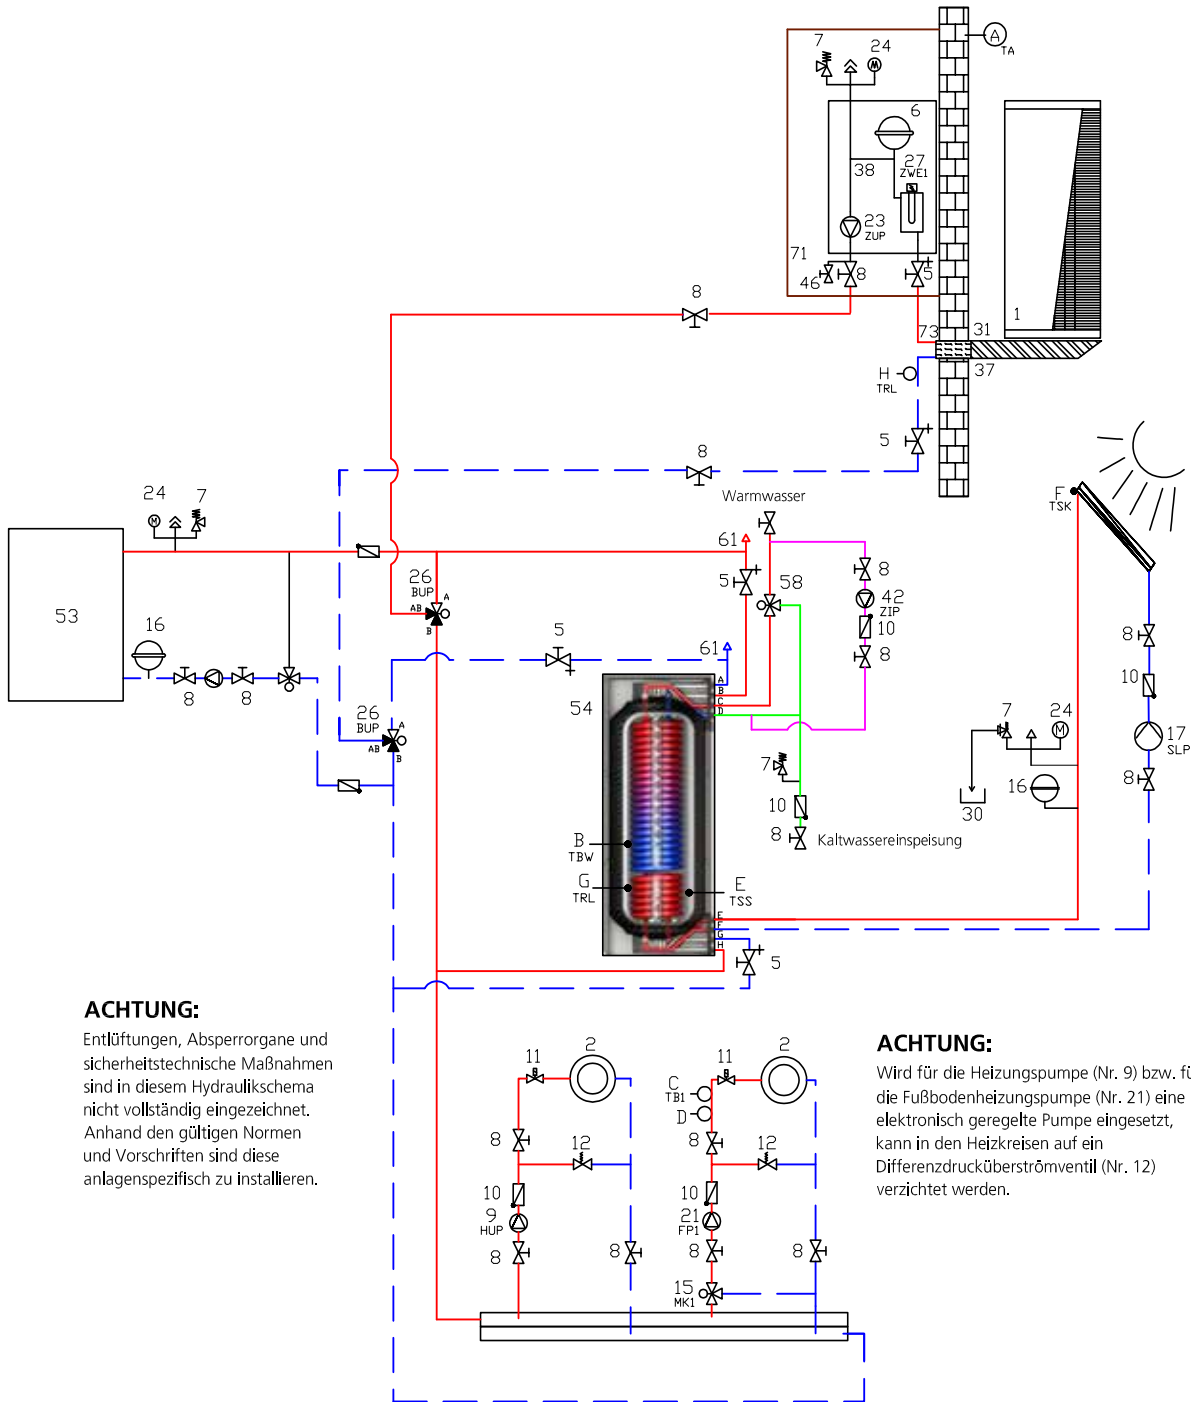 A
TA
7
24
6
38
27
ZWE1
23
ZUP
71
46
8
5
1
8
73
31
37
H
TRL
5
8
Warmwasser
F
TSK
24
7
M
61
5
58
8
26
BUP
A
AB
B
42
ZIP
10
8
53
16
5
61
8
8
8
10
54
A
B
C
D
26
BUP
A
AB
B
7
24
M
17
SLP
7
16
8
10
30
8
Kaltwassereinspeisung
B
TBW
G
TRL
E
TSS
E
F
G
H
5
ACHTUNG:
Entlüftungen, Absperrorgane und
sicherheitstechnische Maßnahmen
sind in diesem Hydraulikschema
nicht vollständig eingezeichnet.
Anhand den gültigen Normen
und Vorschriften sind diese
anlagenspezifisch zu installieren.
ACHTUNG:
Wird für die Heizungspumpe (Nr. 9) bzw. fü
die Fußbodenheizungspumpe (Nr. 21) eine
elektronisch geregelte Pumpe eingesetzt,
kann in den Heizkreisen auf ein
Differenzdrucküberströmventil (Nr. 12)
verzichtet werden.
11
2
11
2
C
TB1
D
8
12
8
12
10
10
9
HUP
21
FP1
8
8
8
8
15
MK1